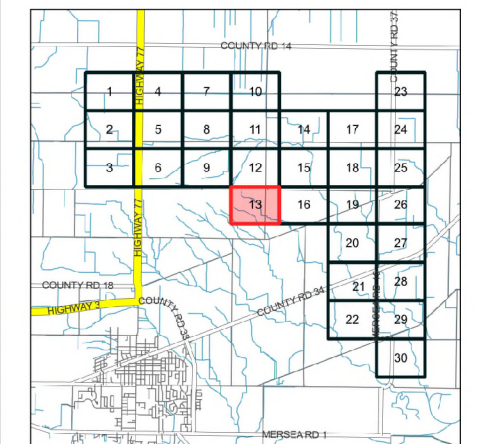 COUNTY RD 14
COUNTY RD 37
HIGHWAY 77
1 4 7 10 23
2 5 8 11 14 17 24
3 6 9 12 15 18 25
13 16 19 26
HIGHWAY 77
20 27
COUNTY RD 18
21 28
HIGHWAY 3
COUNTY RD 33
COUNTY RD 34
22 29
30
MERSEA RD 1